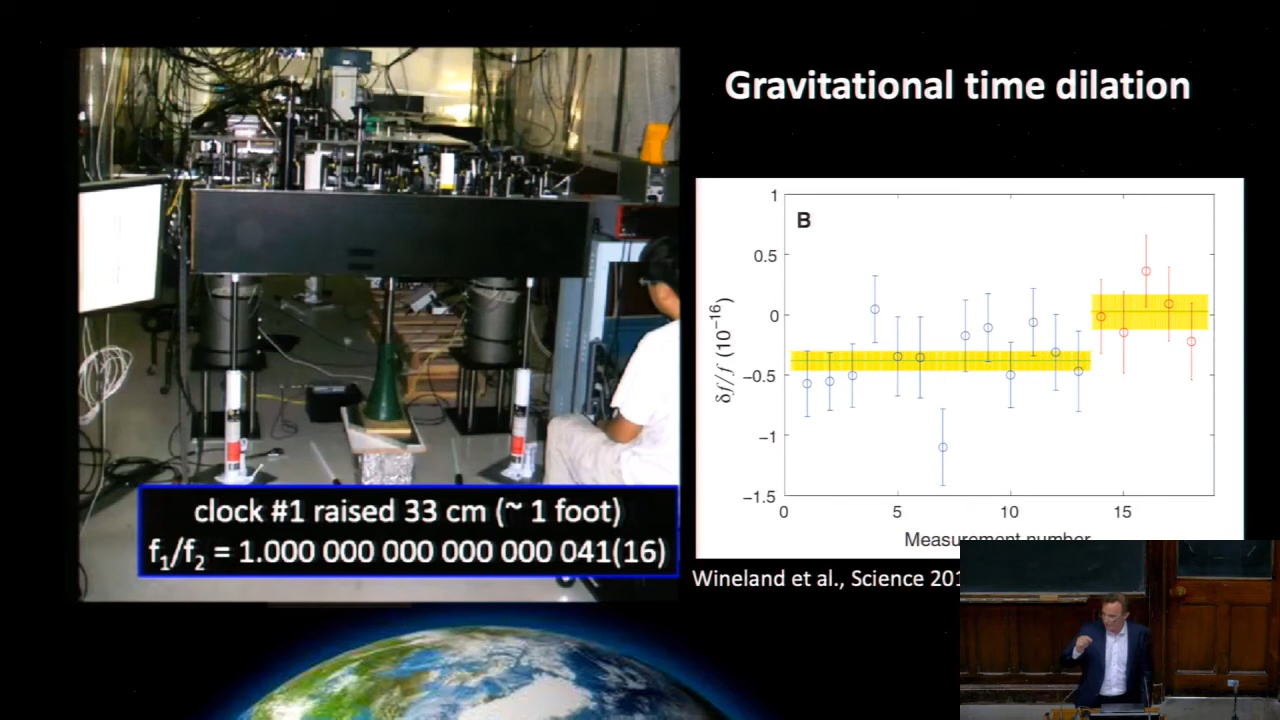 Gravitational time dilation
clock #1 raised 33 cm (~ 1 foot)
f1/f2 = 1.000 000 000 000 000 041(16)
B
δf/f (10⁻¹⁶)
1
0.5
0
−0.5
−1
−1.5
0
5
10
15
Measurement number
Wineland et al., Science 201